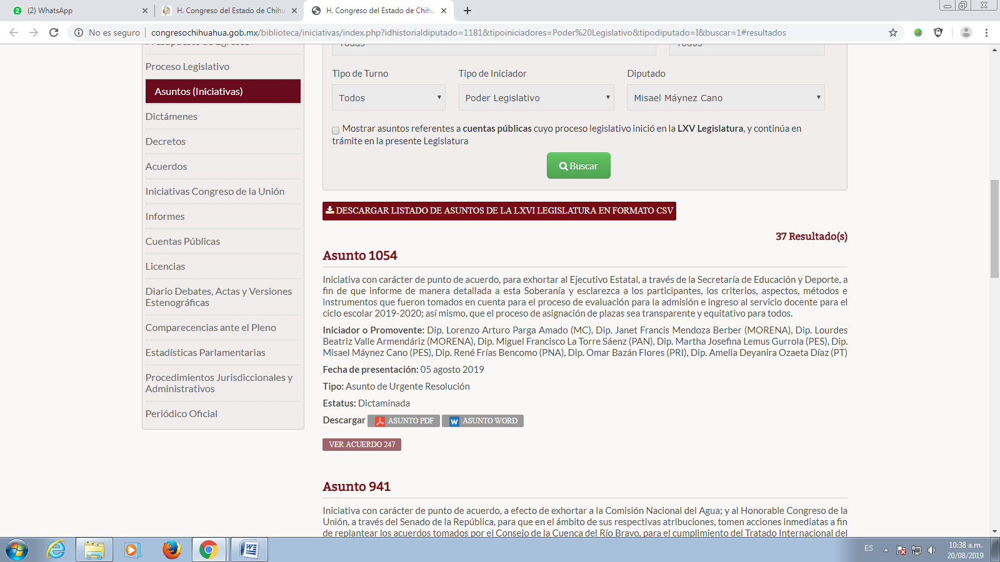 (2) WhatsApp
H. Congreso del Estado de Chihu
H. Congreso del Estado de Chihu
No es seguro
congresochihuahua.gob.mx/biblioteca/iniciativas/index.php?idhistorialdiputado=1181&tipoiniciadores=Poder%20Legislativo&tipodiputado=I&buscar=1#resultados
Presupuesto de Egresos
Proceso Legislativo
Asuntos (Iniciativas)
Dictámenes
Decretos
Acuerdos
Iniciativas Congreso de la Unión
Informes
Cuentas Públicas
Licencias
Diario Debates, Actas y Versiones
Estenográficas
Comparecencias ante el Pleno
Estadísticas Parlamentarias
Procedimientos Jurisdiccionales y
Administrativos
Periódico Oficial
Todas
Todos
Tipo de Turno
Tipo de Iniciador
Diputado
Todos
Poder Legislativo
Misael Máynez Cano
Mostrar asuntos referentes a cuentas públicas cuyo proceso legislativo inició en la LXV Legislatura, y continúa en
trámite en la presente Legislatura
Buscar
DESCARGAR LISTADO DE ASUNTOS DE LA LXVI LEGISLATURA EN FORMATO CSV
37 Resultado(s)
Asunto 1054
Iniciativa con carácter de punto de acuerdo, para exhortar al Ejecutivo Estatal, a través de la Secretaría de Educación y Deporte, a
fin de que informe de manera detallada a esta Soberanía y esclarezca a los participantes, los criterios, aspectos, métodos e
instrumentos que fueron tomados en cuenta para el proceso de evaluación para la admisión e ingreso al servicio docente para el
ciclo escolar 2019-2020; así mismo, que el proceso de asignación de plazas sea transparente y equitativo para todos.
Iniciador o Promovente: Dip. Lorenzo Arturo Parga Amado (MC), Dip. Janet Francis Mendoza Berber (MORENA), Dip. Lourdes
Beatriz Valle Armendáriz (MORENA), Dip. Miguel Francisco La Torre Sáenz (PAN), Dip. Martha Josefina Lemus Gurrola (PES), Dip.
Misael Máynez Cano (PES), Dip. René Frías Bencomo (PNA), Dip. Omar Bazán Flores (PRI), Dip. Amelia Deyanira Ozaeta Díaz (PT)
Fecha de presentación: 05 agosto 2019
Tipo: Asunto de Urgente Resolución
Estatus: Dictaminada
Descargar ASUNTO PDF ASUNTO WORD
VER ACUERDO 247
Asunto 941
Iniciativa con carácter de punto de acuerdo, a efecto de exhortar a la Comisión Nacional del Agua; y al Honorable Congreso de la
Unión, a través del Senado de la República, para que en el ámbito de sus respectivas atribuciones, tomen acciones inmediatas a fin
de replantear los acuerdos tomados por el Consejo de la Cuenca del Río Bravo, para el cumplimiento del Tratado Internacional del
ES
10:38 a.m.
20/08/2019